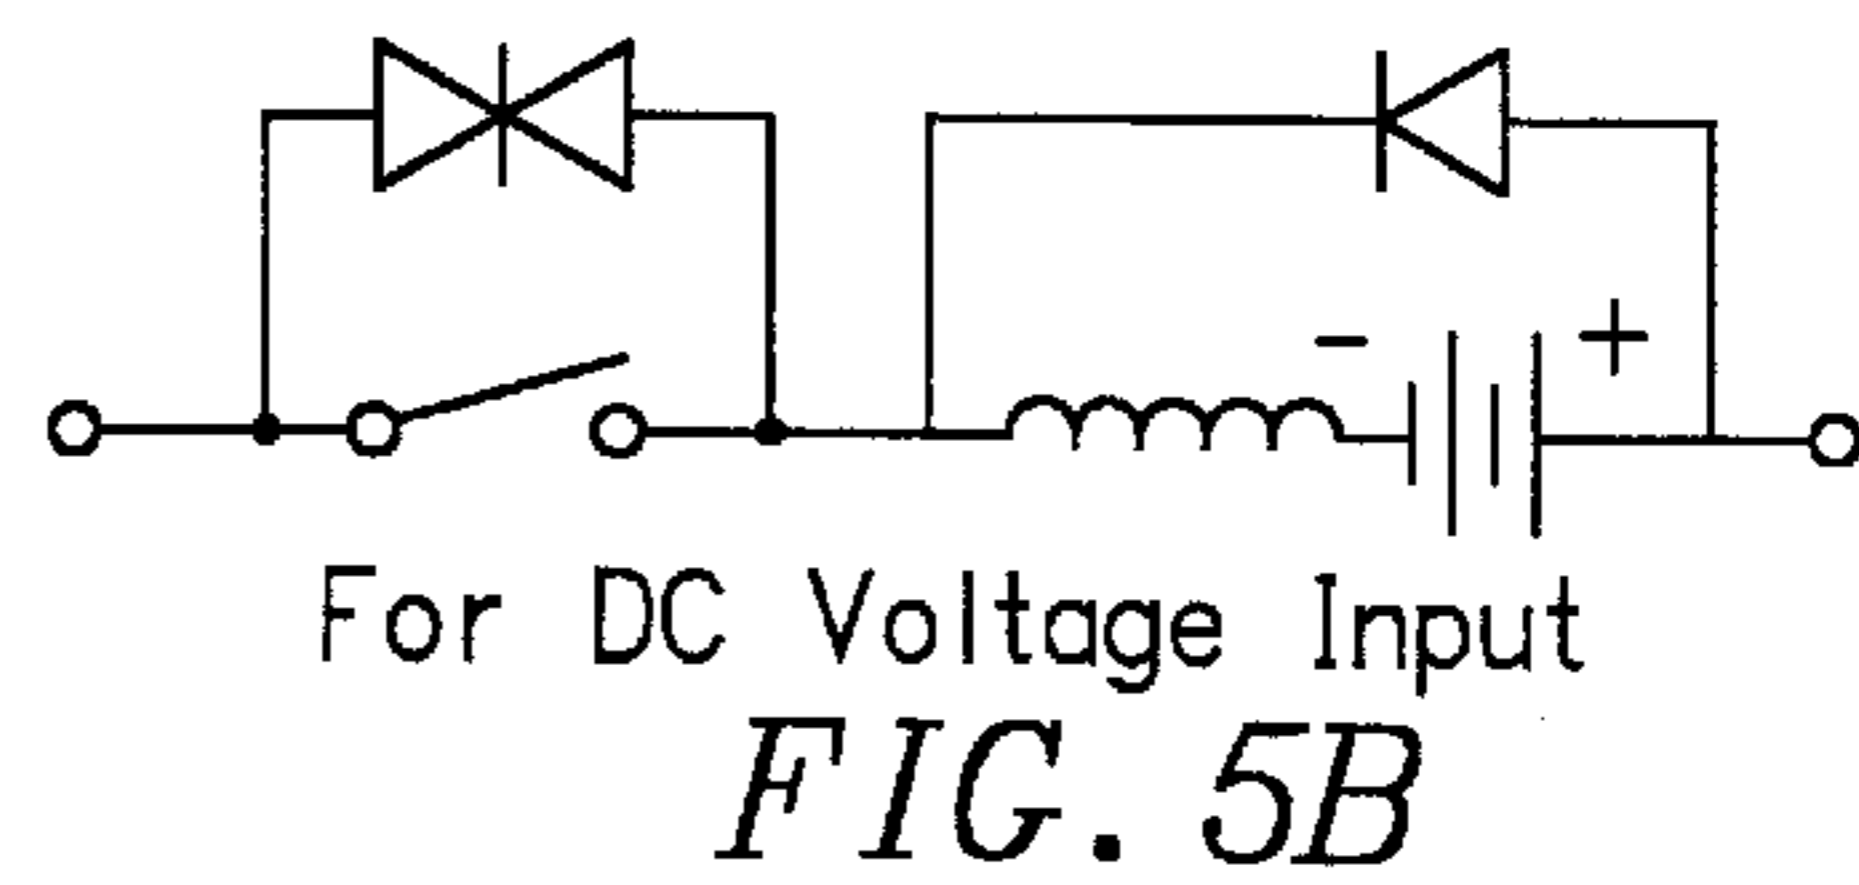 - +
For DC Voltage Input
FIG. 5B